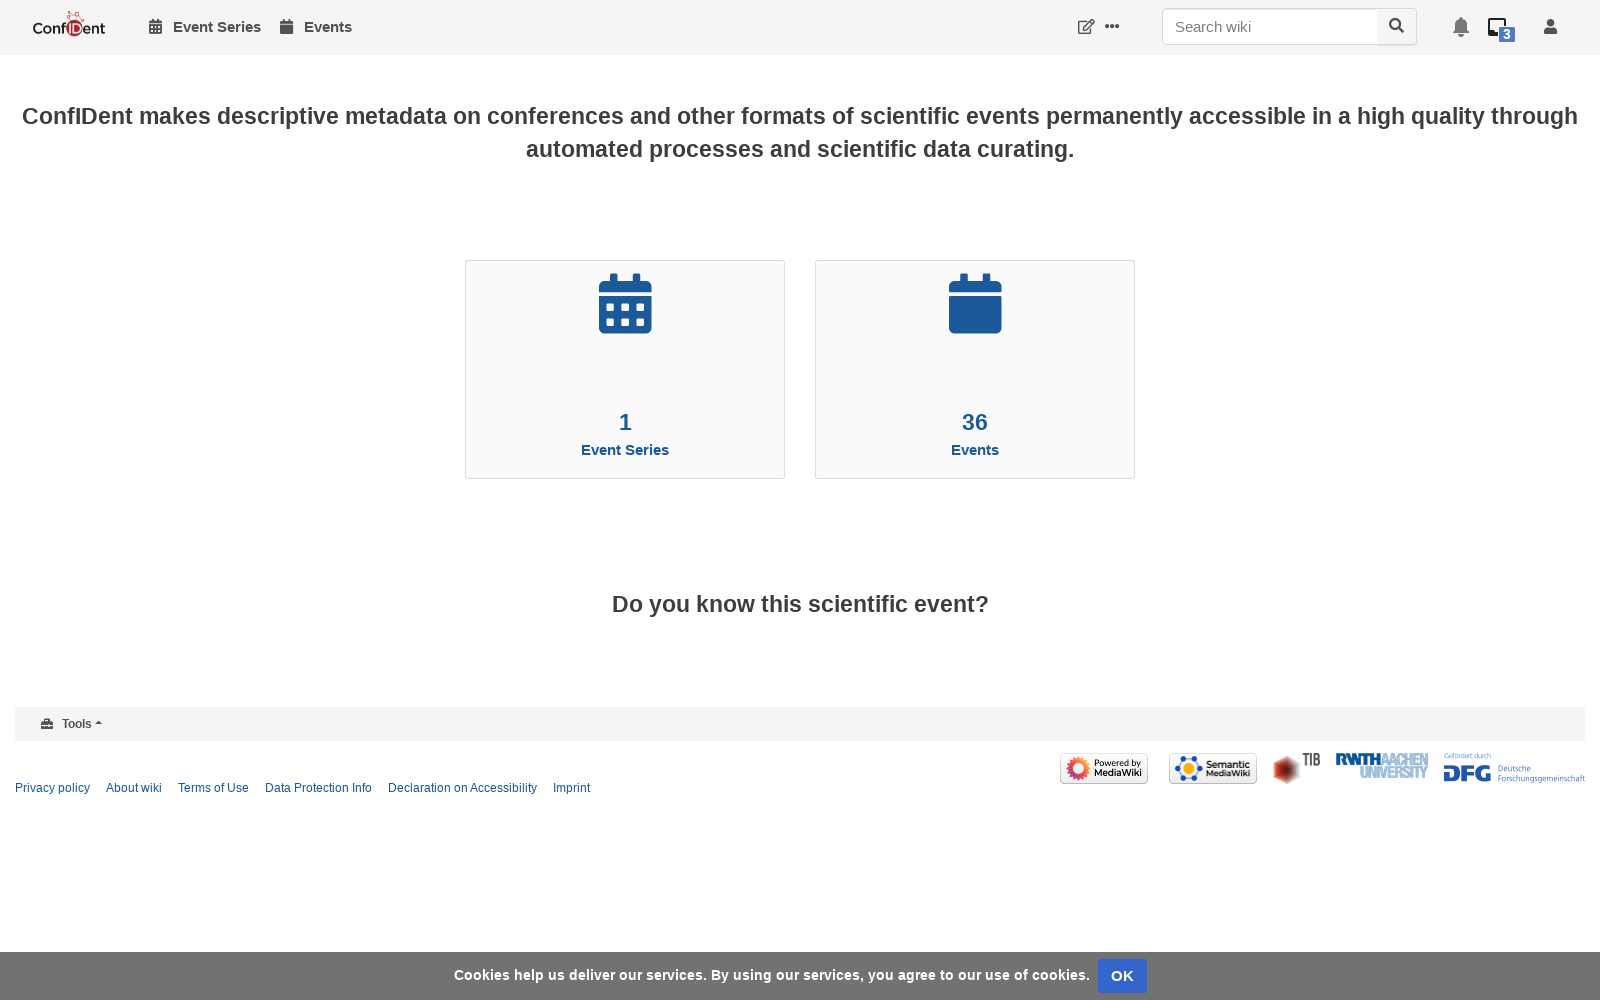 ConfIDent
Event Series
Events
Search wiki
3
ConfIDent makes descriptive metadata on conferences and other formats of scientific events permanently accessible in a high quality through
automated processes and scientific data curating.
1
Event Series
36
Events
Do you know this scientific event?
Tools
Powered by
MediaWiki
Semantic
MediaWiki
TIB
RWTH AACHEN
UNIVERSITY
Gefördert durch
DFG
Deutsche
Forschungsgemeinschaft
Privacy policy
About wiki
Terms of Use
Data Protection Info
Declaration on Accessibility
Imprint
Cookies help us deliver our services. By using our services, you agree to our use of cookies.
OK